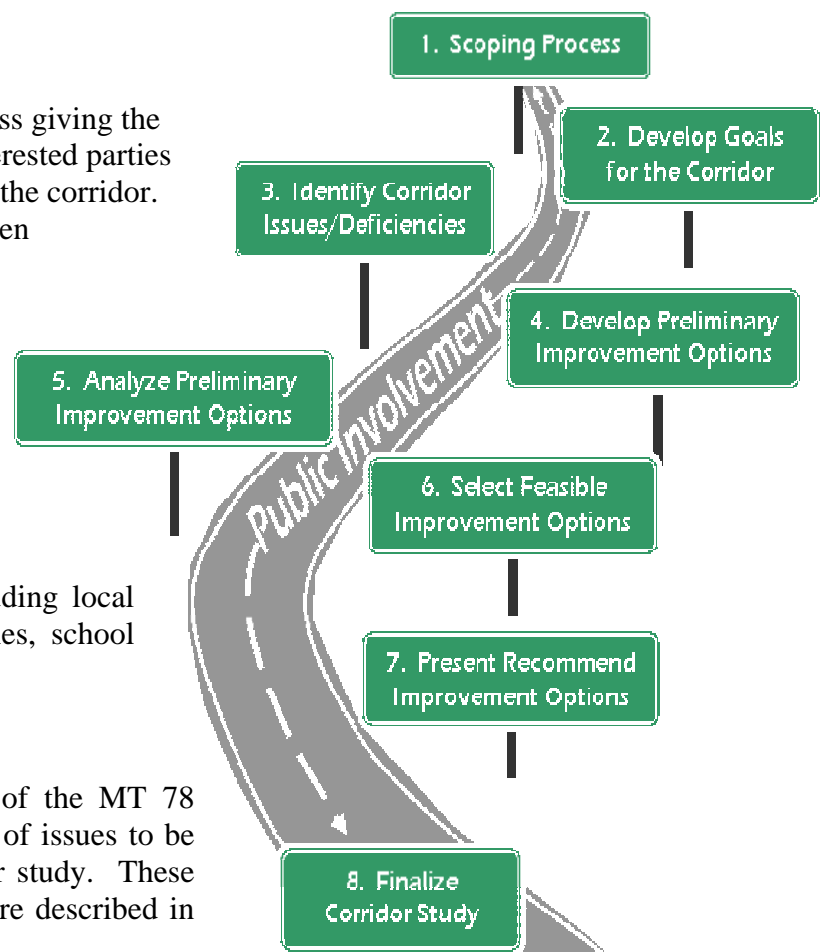 1. Scoping Process
ss giving the
erested parties
the corridor.
en
2. Develop Goals
for the Corridor
3. Identify Corridor
Issues/Deficiencies
4. Develop Preliminary
Improvement Options
5. Analyze Preliminary
Improvement Options
Public Involvement
6. Select Feasible
Improvement Options
ding local
es, school
7. Present Recommend
Improvement Options
of the MT 78
of issues to be
r study. These
re described in
8. Finalize
Corridor Study